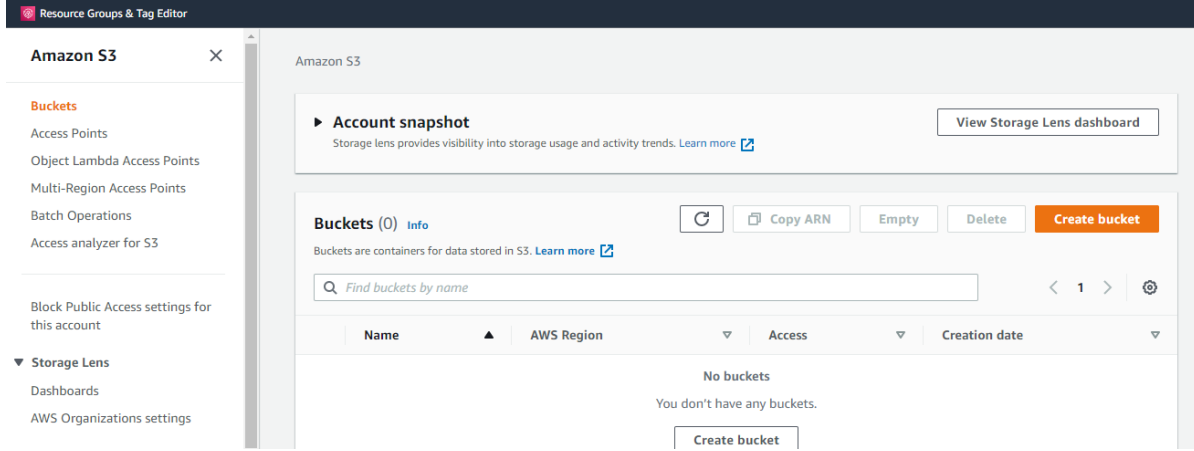 Resource Groups & Tag Editor
Amazon S3
Buckets
Access Points
Object Lambda Access Points
Multi-Region Access Points
Batch Operations
Access analyzer for S3
Block Public Access settings for
this account
Storage Lens
Dashboards
AWS Organizations settings
Amazon S3
Account snapshot
View Storage Lens dashboard
Storage lens provides visibility into storage usage and activity trends. Learn more
Buckets (0) Info
Copy ARN Empty Delete Create bucket
Buckets are containers for data stored in S3. Learn more
Find buckets by name
1
Name AWS Region Access Creation date
No buckets
You don't have any buckets.
Create bucket